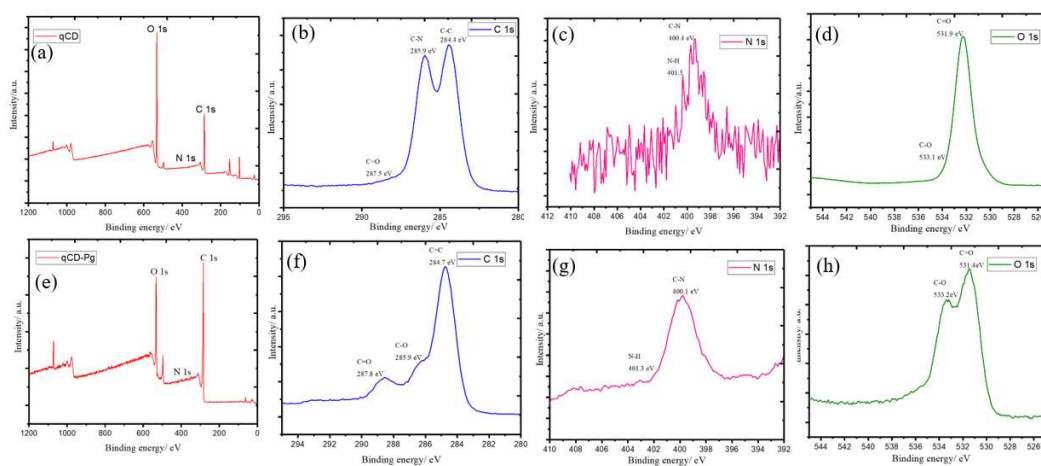 (a)
qCD
O 1s
C 1s
N 1s
Intensity/ a.u.
1200 1000 800 600 400 200 0
Binding energy/ eV
(b)
C 1s
C-N
285.9 eV
C-C
284.4 eV
C=O
287.5 eV
Intensity/a.u.
295 290 285 280
Binding energy/ eV
(c)
N 1s
C-N
400.4 eV
N-H
401.5
Intensity/a.u.
412 410 408 406 404 402 400 398 396 394 392
Binding energy/ eV
(d)
O 1s
C=O
531.9 eV
C-O
533.1 eV
Intensity/a.u.
544 542 540 538 536 534 532 530 528 526
Binding energy/ eV
(e)
qCD-Pg
O 1s
C 1s
N 1s
Intensity/ a.u.
1200 1000 800 600 400 200 0
Binding energy/ eV
(f)
C 1s
C=C
284.7 eV
C-O
285.9 eV
C=O
287.8 eV
Intensity/ a.u.
294 292 290 288 286 284 282 280
Binding energy/ eV
(g)
N 1s
C-N
400.1 eV
N-H
401.3 eV
Intensity/ a.u.
410 408 406 404 402 400 398 396 394 392
Binding energy/ eV
(h)
O 1s
C=O
531.4eV
C-O
533.2eV
Intensity/ a.u.
544 542 540 538 536 534 532 530 528
Binding energy/ eV